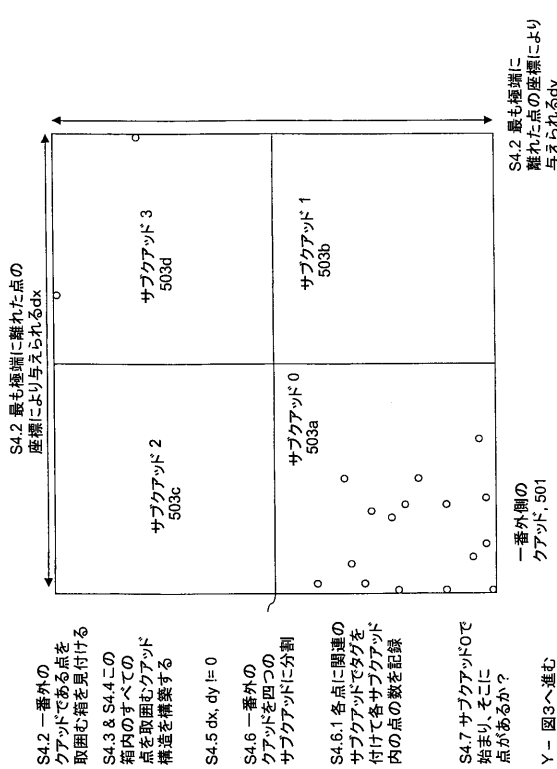 S4.2 一番外の
クアッドである点を
取囲む箱を見付ける
S4.3 & S4.4この
箱内のすべての
点を取囲むクアッド
構造を構築する
S4.5 dx, dy != 0
S4.6 一番外の
クアッドを四つの
サブクアッドに分割
S4.6.1 各点に関連の
サブクアッドでタグを
付けて各サブクアッド
内の点の数を記録
S4.7 サブクアッド0で
始まり、そこに
点があるか?
Y - 図3へ進む
S4.2 最も極端に離れた点の
座標により与えられるdx
サブクアッド 2
503c
サブクアッド 3
503d
サブクアッド 0
503a
サブクアッド 1
503b
一番外側の
クアッド, 501
S4.2 最も極端に
離れた点の座標により
与えられるdx